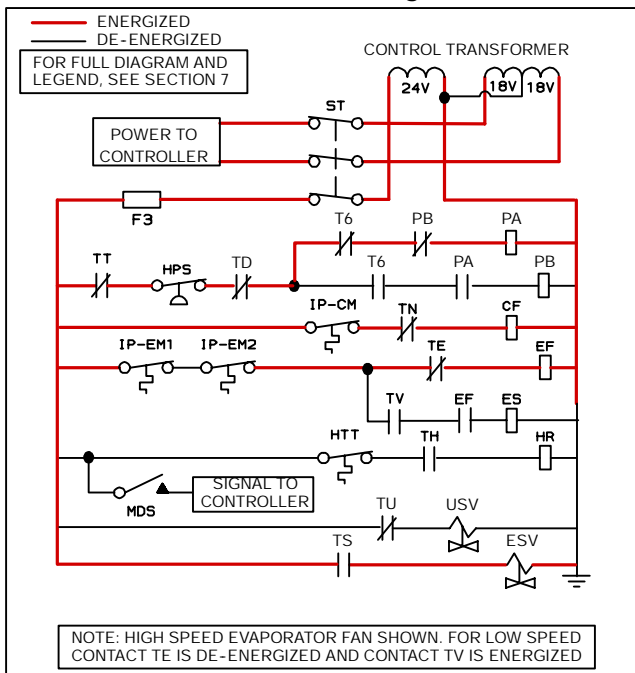 ENERGIZED
DE-ENERGIZED
FOR FULL DIAGRAM AND
LEGEND, SEE SECTION 7
CONTROL TRANSFORMER
24V
18V
18V
ST
POWER TO
CONTROLLER
F3
T6
PB
PA
TT
HPS
TD
T6
PA
PB
IP-CM
TN
CF
IP-EM1
IP-EM2
TE
EF
TV
EF
ES
HTT
TH
HR
SIGNAL TO
CONTROLLER
MDS
TU
USV
TS
ESV
NOTE: HIGH SPEED EVAPORATOR FAN SHOWN. FOR LOW SPEED
CONTACT TE IS DE-ENERGIZED AND CONTACT TV IS ENERGIZED